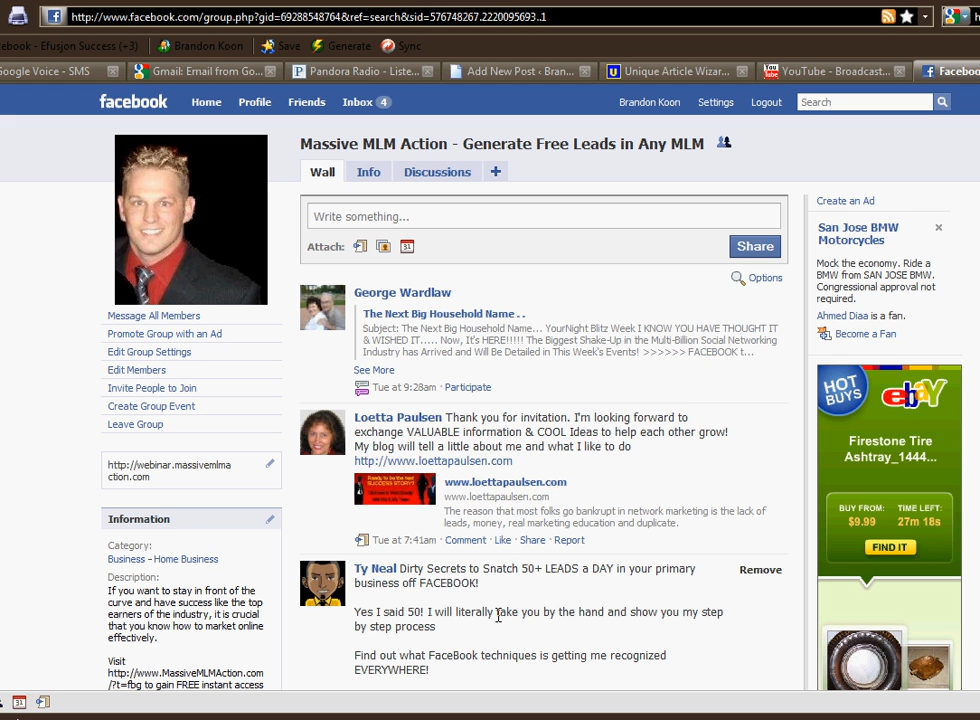 http://www.facebook.com/group.php?gid=69288548764&ref=search&sid=576748267.2220095693..1
ebook - Efusjon Success (+3) Brandon Koon Save Generate Sync
Google Voice - SMS Gmail: Email from Go... Pandora Radio - Liste... Add New Post ‹ Bran... Unique Article Wizar... YouTube - Broadcast... Faceboo
facebook Home Profile Friends Inbox 4 Brandon Koon Settings Logout Search
Massive MLM Action - Generate Free Leads in Any MLM
Wall Info Discussions +
Write something...
Attach: 31 Share
Options
Message All Members
Promote Group with an Ad
Edit Group Settings
Edit Members
Invite People to Join
Create Group Event
Leave Group
http://webinar.massivemlma
ction.com
Information
Category:
Business - Home Business
Description:
If you want to stay in front of the
curve and have success like the top
earners of the industry, it is crucial
that you know how to market online
effectively.
Visit
http://www.MassiveMLMAction.com
/?t=fbg to gain FREE instant access
George Wardlaw
The Next Big Household Name . .
Subject: The Next Big Household Name... YourNight Blitz Week I KNOW YOU HAVE THOUGHT IT
& WISHED IT..... Now, It's HERE!!!!! The Biggest Shake-Up in the Multi-Billion Social Networking
Industry has Arrived and Will Be Detailed in This Week's Events! >>>>>> FACEBOOK t...
See More
Tue at 9:28am · Participate
Loetta Paulsen Thank you for invitation. I'm looking forward to
exchange VALUABLE information & COOL Ideas to help each other grow!
My blog will tell a little about me and what I like to do
http://www.loettapaulsen.com
www.loettapaulsen.com
www.loettapaulsen.com
The reason that most folks go bankrupt in network marketing is the lack of
leads, money, real marketing education and duplicate.
Tue at 7:41am · Comment · Like · Share · Report
Ty Neal Dirty Secrets to Snatch 50+ LEADS a DAY in your primary
business off FACEBOOK!
Remove
Yes I said 50! I will literally take you by the hand and show you my step
by step process
Find out what FaceBook techniques is getting me recognized
EVERYWHERE!
Create an Ad
San Jose BMW
Motorcycles
Mock the economy. Ride a
BMW from SAN JOSE BMW.
Congressional approval not
required.
Ahmed Diaa is a fan.
Become a Fan
HOT
BUYS
ebay
Firestone Tire
Ashtray_1444...
BUY FROM: TIME LEFT:
$9.99 27m 18s
FIND IT
31